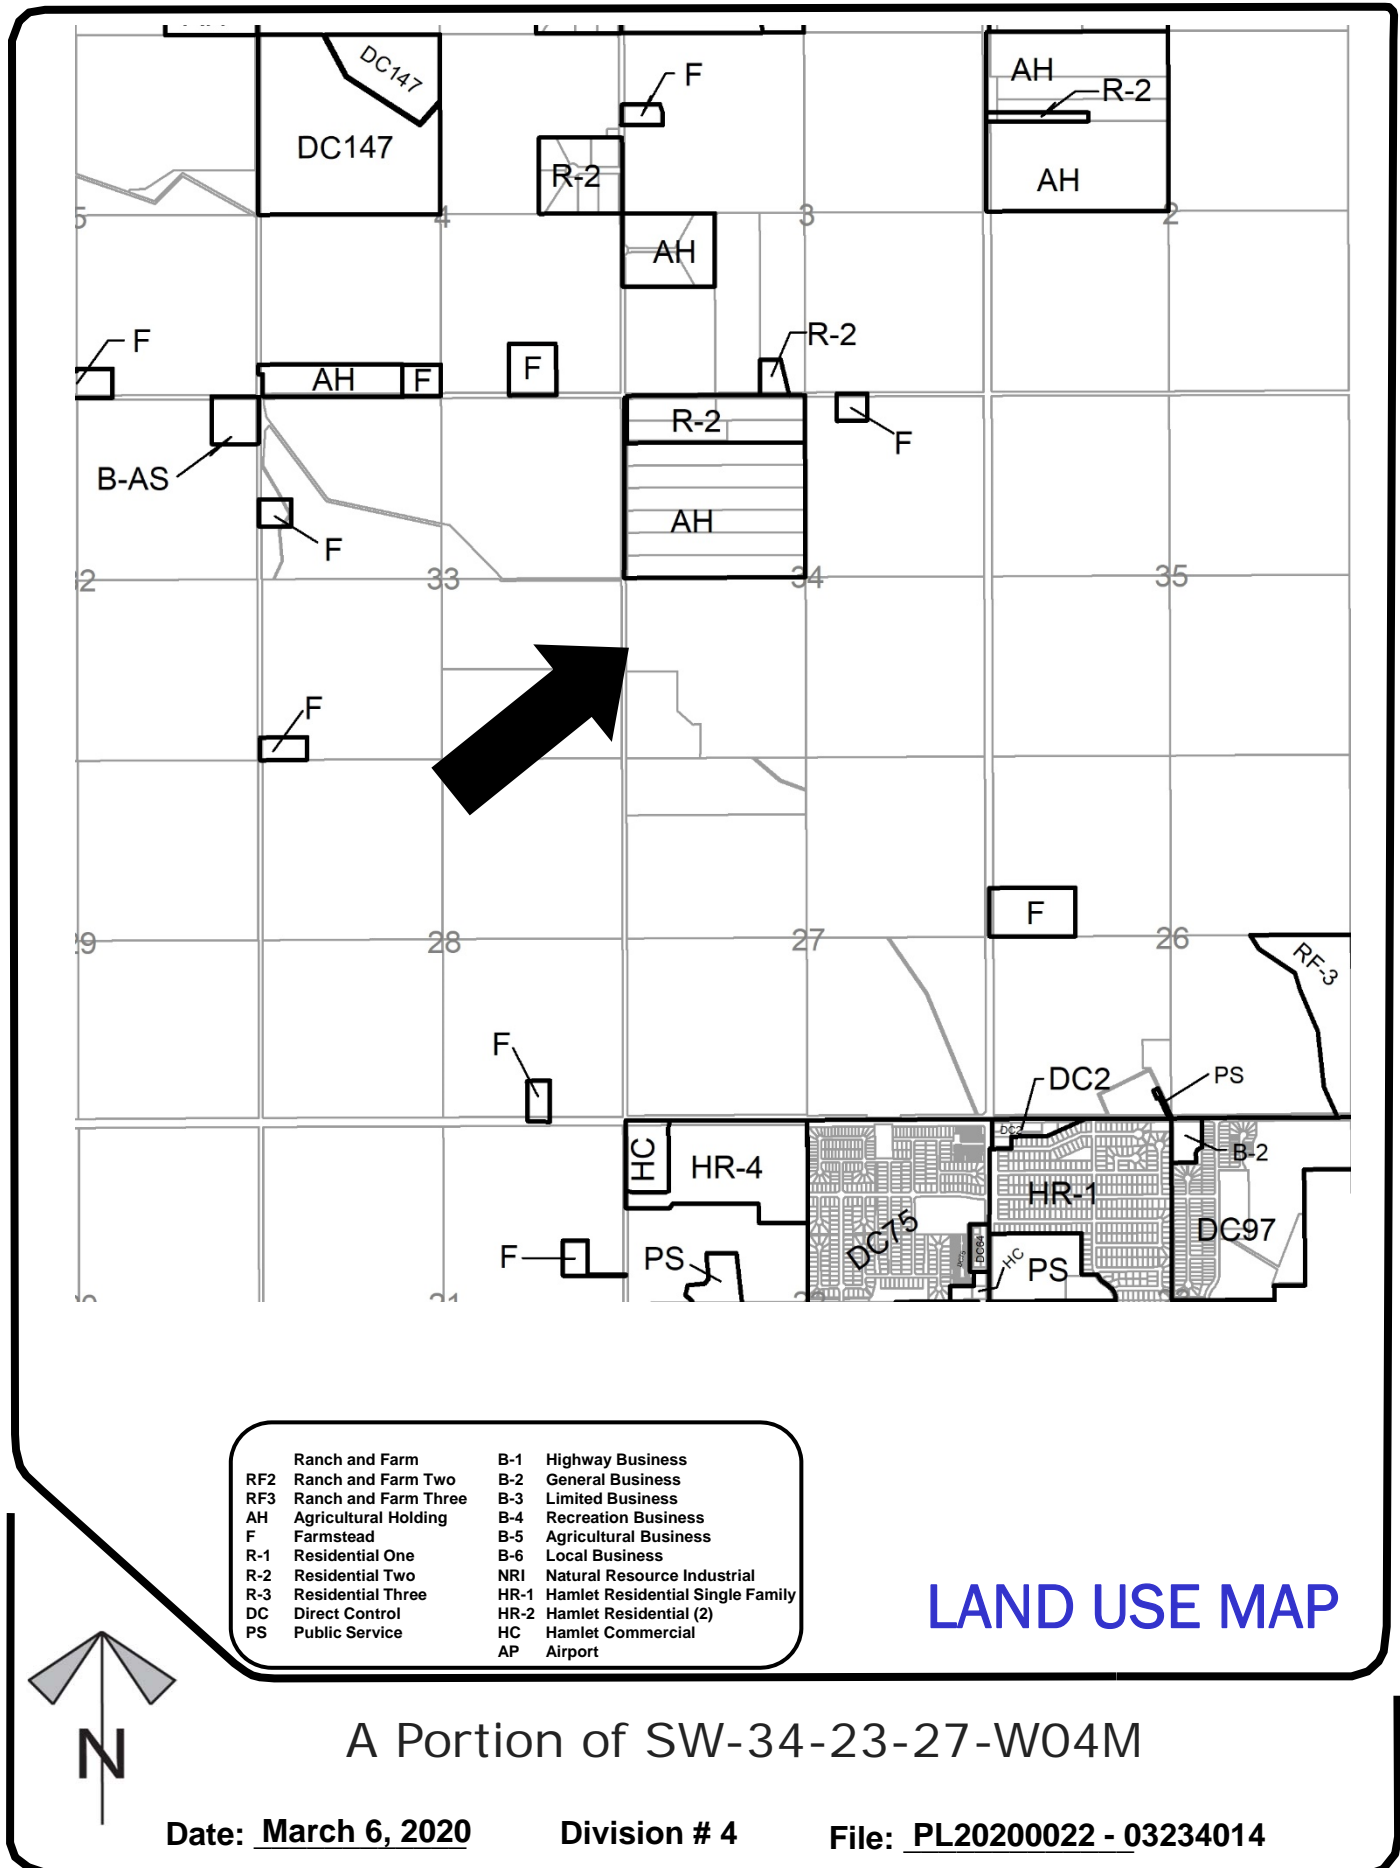 DC147
F
AH
R-2
DC147
R-2
AH
5
4
3
2
AH
F
R-2
AH
F
F
R-2
F
B-AS
AH
F
2
33
34
35
F
F
29
28
27
26
RF-3
F
DC2
PS
DC2
HC
HR-4
B-2
HR-1
DC75
DC97
DC64
DC75
HC
F
PS
PS
Ranch and Farm
RF2 Ranch and Farm Two
RF3 Ranch and Farm Three
AH Agricultural Holding
F Farmstead
R-1 Residential One
R-2 Residential Two
R-3 Residential Three
DC Direct Control
PS Public Service
B-1 Highway Business
B-2 General Business
B-3 Limited Business
B-4 Recreation Business
B-5 Agricultural Business
B-6 Local Business
NRI Natural Resource Industrial
HR-1 Hamlet Residential Single Family
HR-2 Hamlet Residential (2)
HC Hamlet Commercial
AP Airport
LAND USE MAP
N
A Portion of SW-34-23-27-W04M
Date: March 6, 2020 Division # 4 File: PL20200022 - 03234014